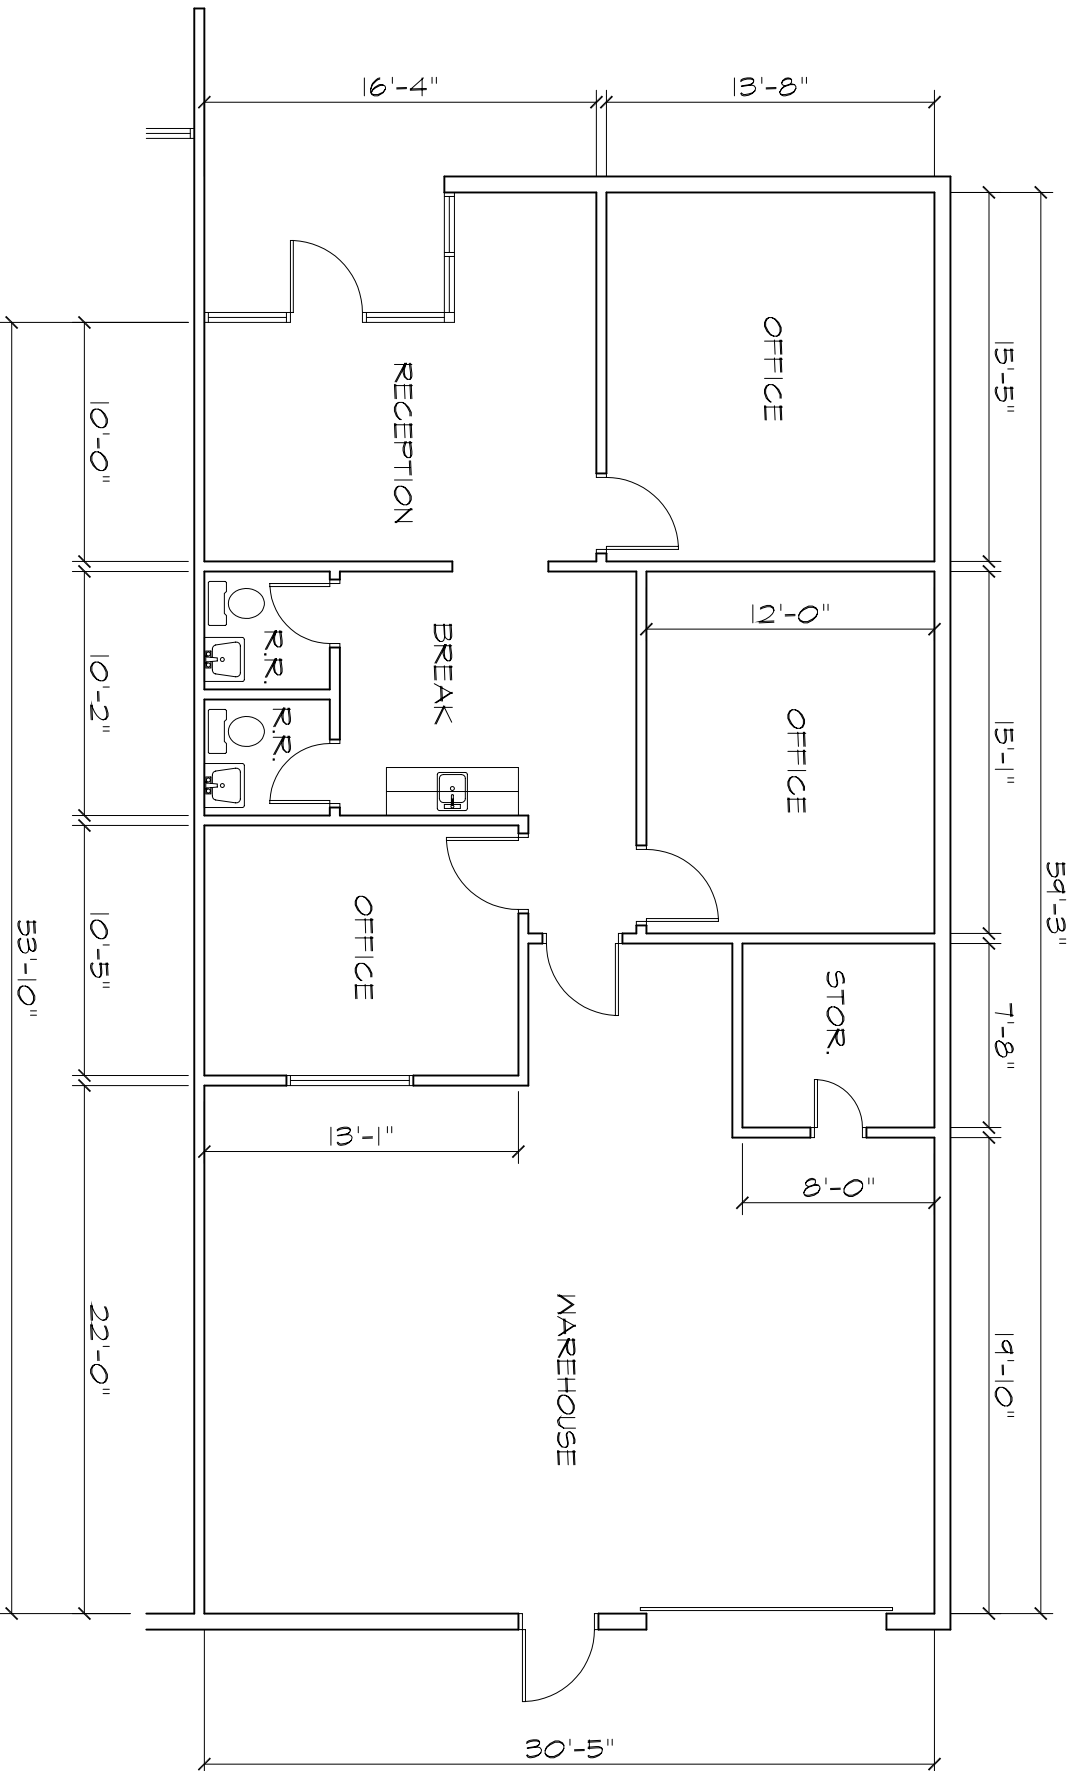 16'-4"
13'-8"
OFFICE
15'-5"
RECEPTION
10'-0"
12'-0"
BREAK
R.R.
R.R.
10'-2"
OFFICE
15'-1"
59'-3"
OFFICE
10'-5"
53'-10"
STOR.
7'-8"
13'-1"
8'-0"
WAREHOUSE
22'-0"
19'-10"
30'-5"